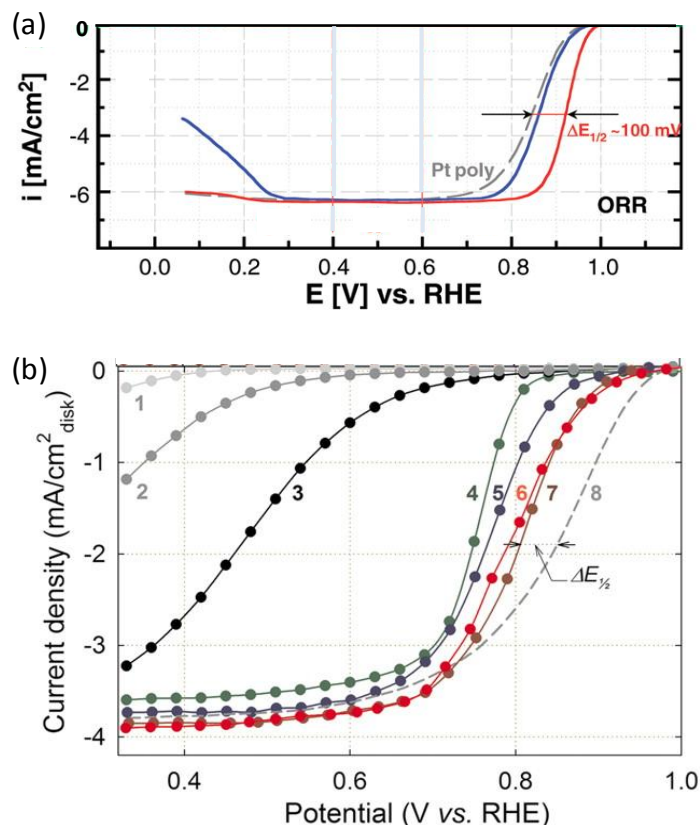 (a)
0
-2
-4
-6
i [mA/cm²]
Pt poly
ΔE1/2 ~100 mV
ORR
0.0 0.2 0.4 0.6 0.8 1.0
E [V] vs. RHE
(b)
0
-1
-2
-3
-4
Current density (mA/cm²disk)
1
2
3
4 5 6 7 8
ΔE½
0.4 0.6 0.8 1.0
Potential (V vs. RHE)